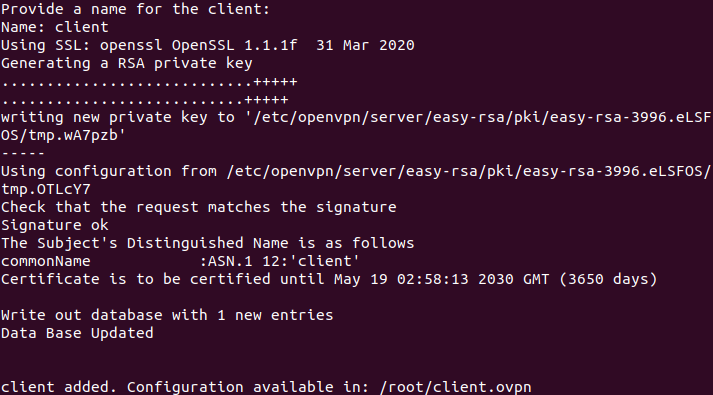 Provide a name for the client:
Name: client
Using SSL: openssl OpenSSL 1.1.1f  31 Mar 2020
Generating a RSA private key
............................+++++
...........................+++++
writing new private key to '/etc/openvpn/server/easy-rsa/pki/easy-rsa-3996.eLSF
OS/tmp.wA7pzb'
-----
Using configuration from /etc/openvpn/server/easy-rsa/pki/easy-rsa-3996.eLSFOS/
tmp.OTLcY7
Check that the request matches the signature
Signature ok
The Subject's Distinguished Name is as follows
commonName            :ASN.1 12:'client'
Certificate is to be certified until May 19 02:58:13 2030 GMT (3650 days)
Write out database with 1 new entries
Data Base Updated
client added. Configuration available in: /root/client.ovpn